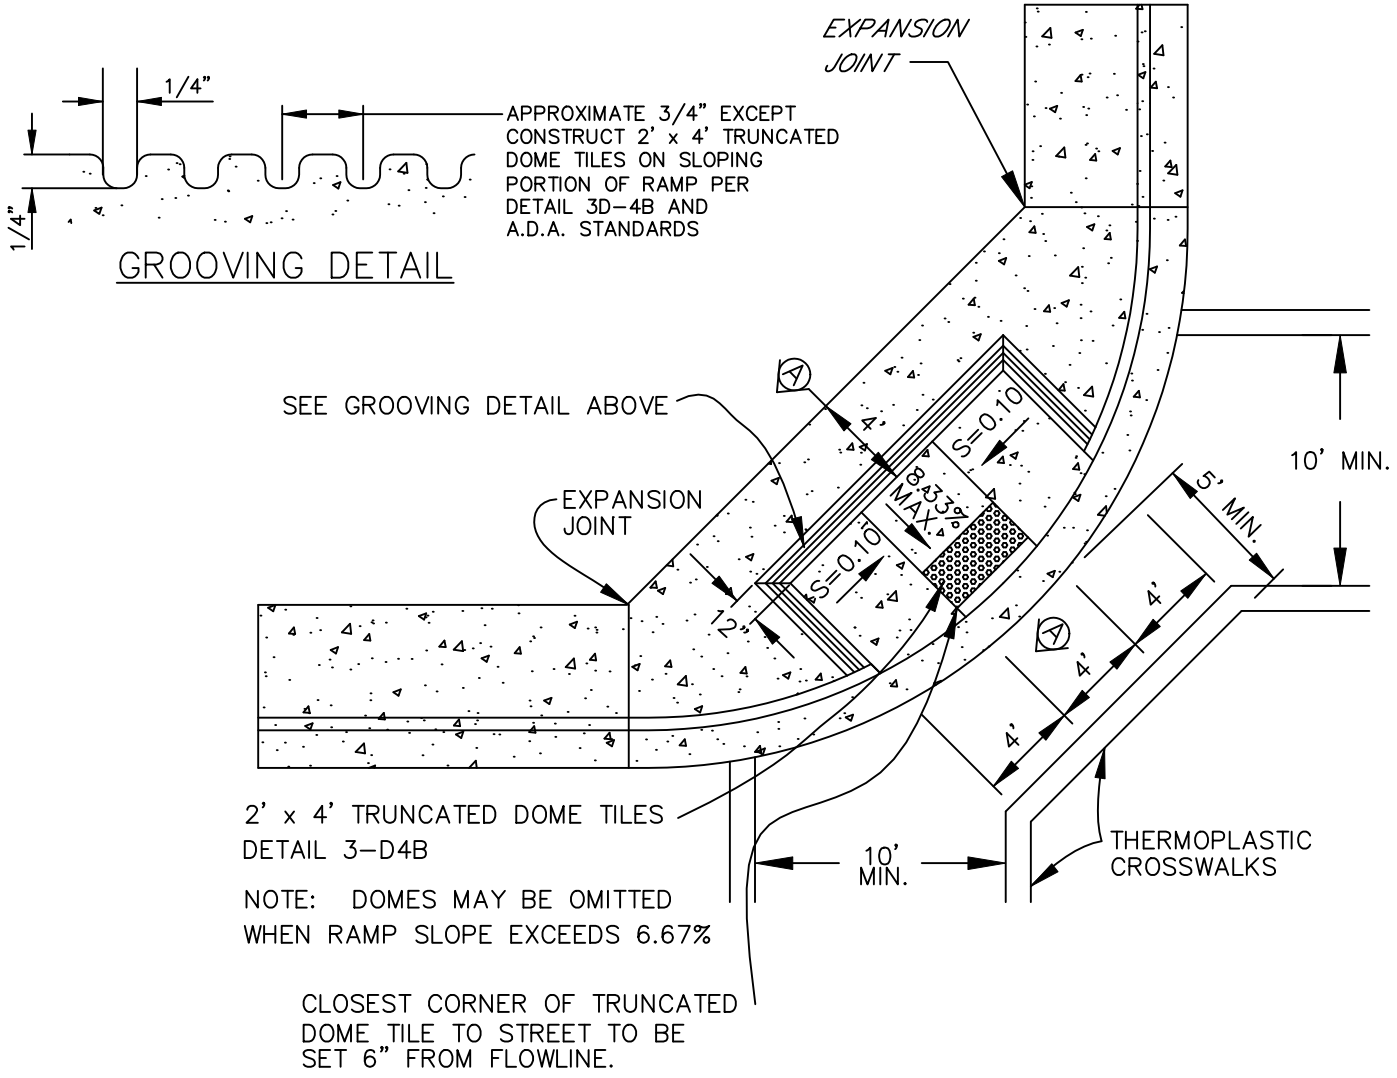 EXPANSION
JOINT
1/4"
1/4"
APPROXIMATE 3/4" EXCEPT
CONSTRUCT 2' x 4' TRUNCATED
DOME TILES ON SLOPING
PORTION OF RAMP PER
DETAIL 3D-4B AND
A.D.A. STANDARDS
GROOVING DETAIL
A
SEE GROOVING DETAIL ABOVE
4'
S=0.10
8.33%
MAX.
S=0.10
12"
EXPANSION
JOINT
10' MIN.
5' MIN.
4'
A
4'
4'
2' x 4' TRUNCATED DOME TILES
DETAIL 3-D4B
NOTE: DOMES MAY BE OMITTED
WHEN RAMP SLOPE EXCEEDS 6.67%
10'
MIN.
THERMOPLASTIC
CROSSWALKS
CLOSEST CORNER OF TRUNCATED
DOME TILE TO STREET TO BE
SET 6" FROM FLOWLINE.